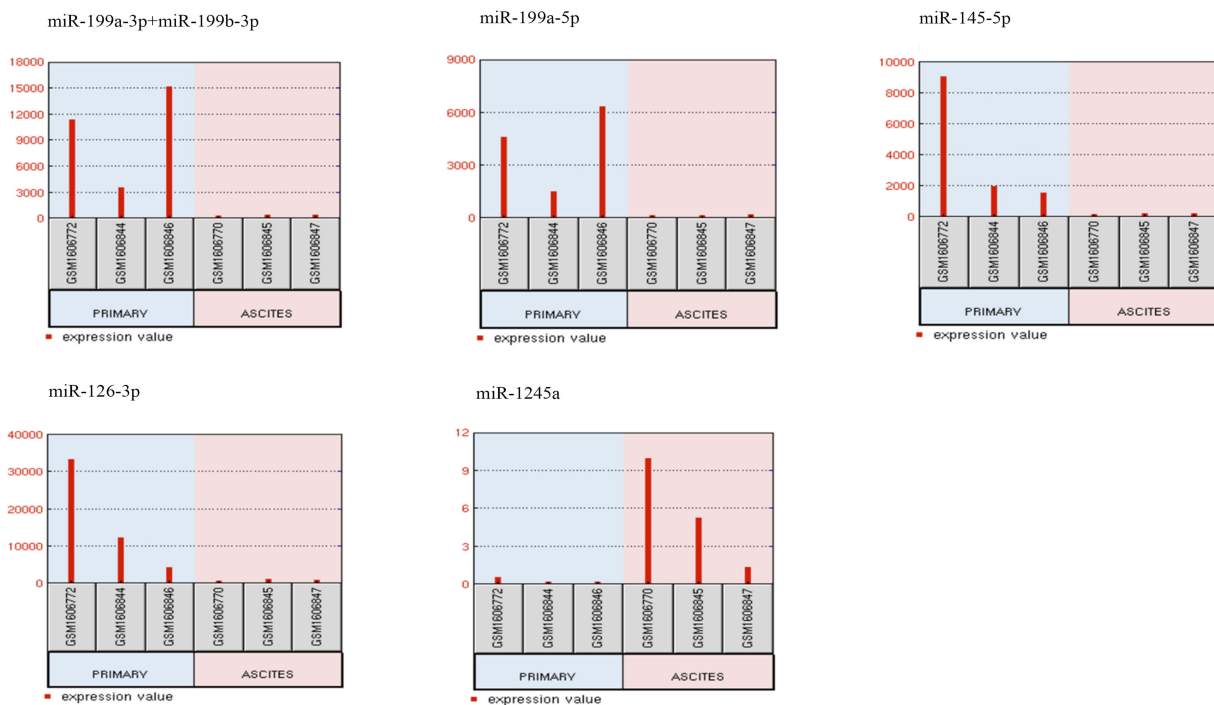 miR-199a-3p+miR-199b-3p
18000
15000
12000
9000
6000
3000
0
GSM1606772
GSM1606844
GSM1606846
GSM1606770
GSM1606845
GSM1606847
PRIMARY ASCITES
expression value
miR-199a-5p
9000
6000
3000
0
GSM1606772
GSM1606844
GSM1606846
GSM1606770
GSM1606845
GSM1606847
PRIMARY ASCITES
expression value
miR-145-5p
10000
8000
6000
4000
2000
0
GSM1606772
GSM1606844
GSM1606846
GSM1606770
GSM1606845
GSM1606847
PRIMARY ASCITES
expression value
miR-126-3p
40000
30000
20000
10000
0
GSM1606772
GSM1606844
GSM1606846
GSM1606770
GSM1606845
GSM1606847
PRIMARY ASCITES
expression value
miR-1245a
12
9
6
3
0
GSM1606772
GSM1606844
GSM1606846
GSM1606770
GSM1606845
GSM1606847
PRIMARY ASCITES
expression value